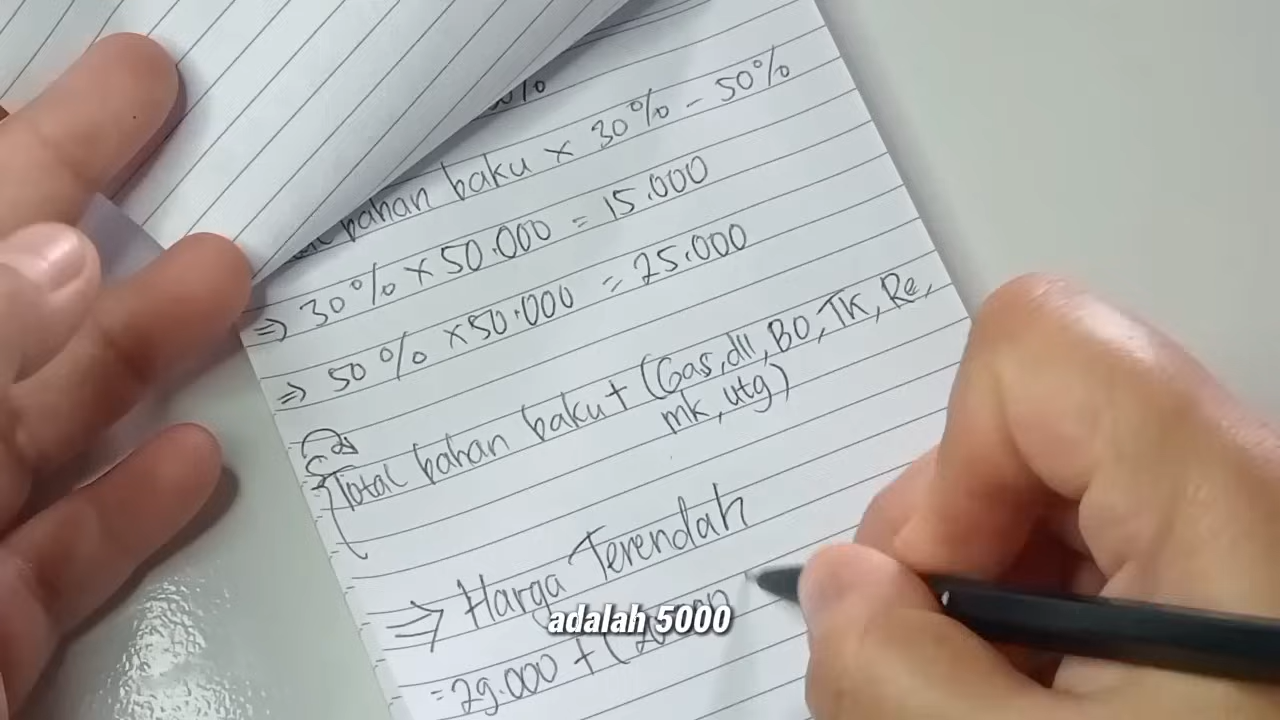 bahan baku x 30% - 50%
⇒ 30% x 50.000 = 15.000
⇒ 50% x 50.000 = 25.000
Total bahan baku + (Gas, dll, BO, TK, Re,
mk, utg)
⇒ Harga Terendah
adalah 5000
= 29.000 + (